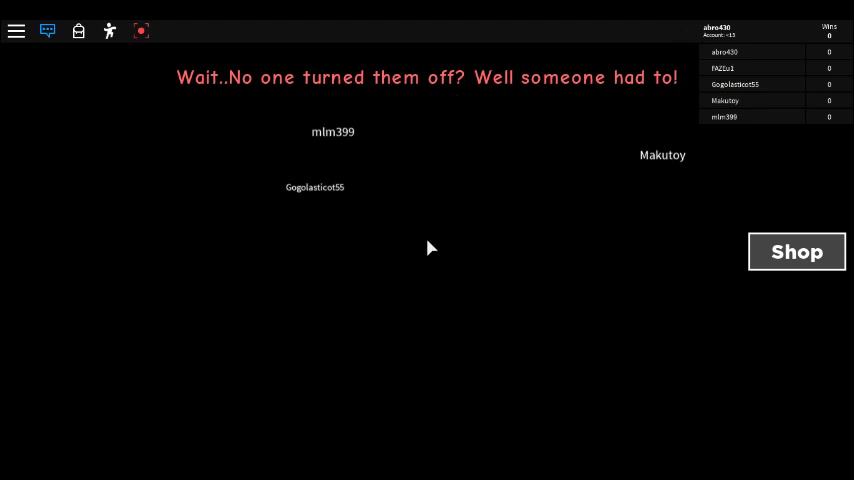 abro430
Account: <13
Wins
0
abro430 0
FAZEu1 0
Gogolasticot55 0
Makutoy 0
mlm399 0
Wait..No one turned them off? Well someone had to!
mlm399
Makutoy
Gogolasticot55
Shop